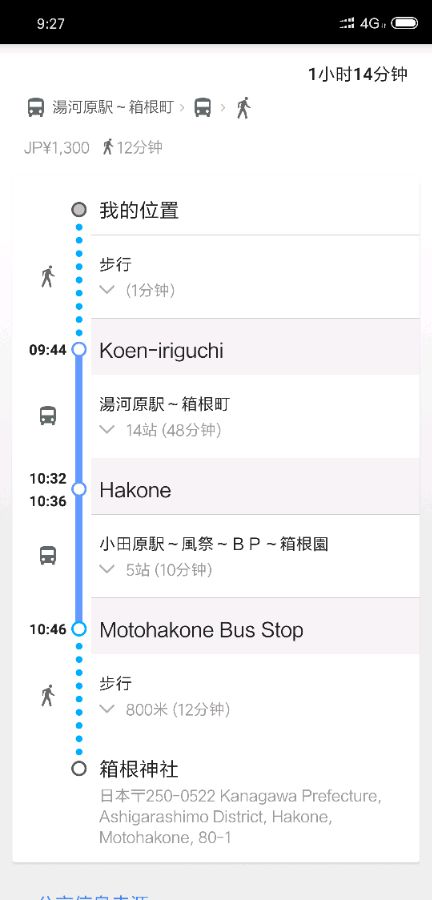 9:27
4G
1小时14分钟
湯河原駅～箱根町
JP¥1,300 12分钟
我的位置
步行
(1分钟)
09:44 Koen-iriguchi
湯河原駅～箱根町
14站 (48分钟)
10:32
10:36
Hakone
小田原駅～風祭～ＢＰ～箱根園
5站 (10分钟)
10:46 Motohakone Bus Stop
步行
800米 (12分钟)
箱根神社
日本〒250-0522 Kanagawa Prefecture,
Ashigarashimo District, Hakone,
Motohakone, 80-1